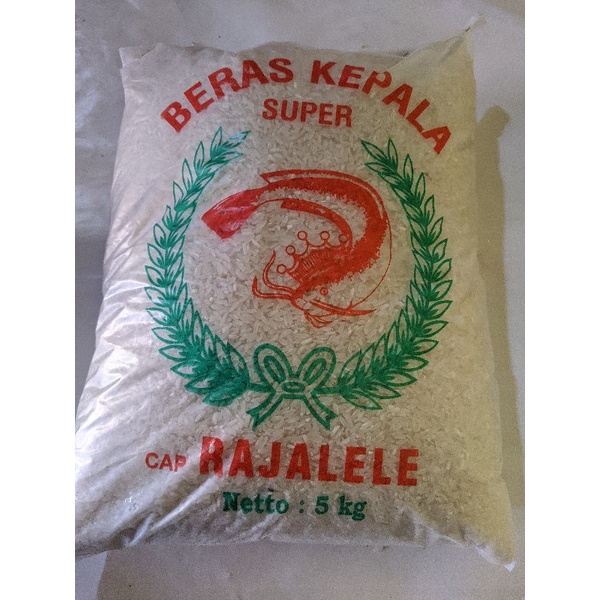 BERAS KEPALA
SUPER
CAP RAJALELE
Netto : 5 kg